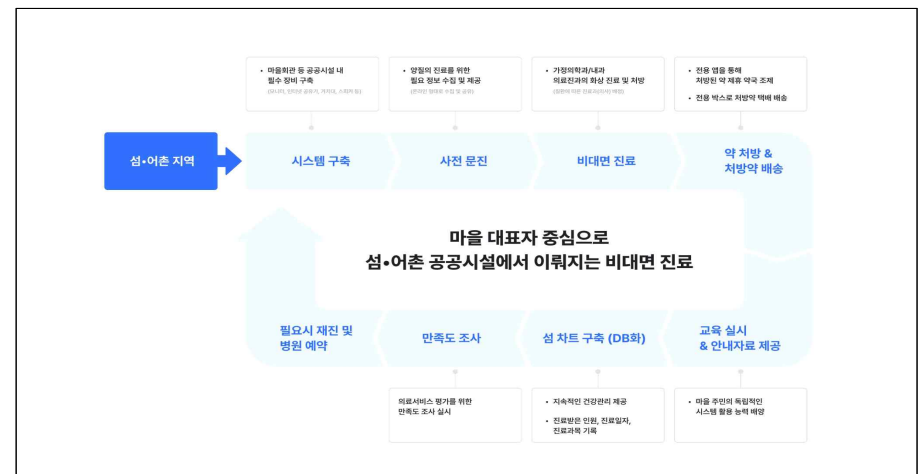 • 마을회관 등 공공시설 내
필수 장비 구축
• 양질의 진료를 위한
필요 정보 수집 및 제공
• 가정의학과/내과
의료진과의 화상 진료 및 처방
• 전용 앱을 통해
처방된 약 제휴 약국 조제
• 전용 박스로 처방약 택배 배송
섬•어촌 지역
시스템 구축
사전 문진
비대면 진료
약 처방 &
처방약 배송
마을 대표자 중심으로
섬•어촌 공공시설에서 이뤄지는 비대면 진료
필요시 재진 및
병원 예약
만족도 조사
섬 차트 구축 (DB화)
교육 실시
& 안내자료 제공
의료서비스 평가를 위한
만족도 조사 실시
• 지속적인 건강관리 제공
• 진료받은 인원, 진료일자,
진료과목 기록
• 마을 주민의 독립적인
시스템 활용 능력 배양